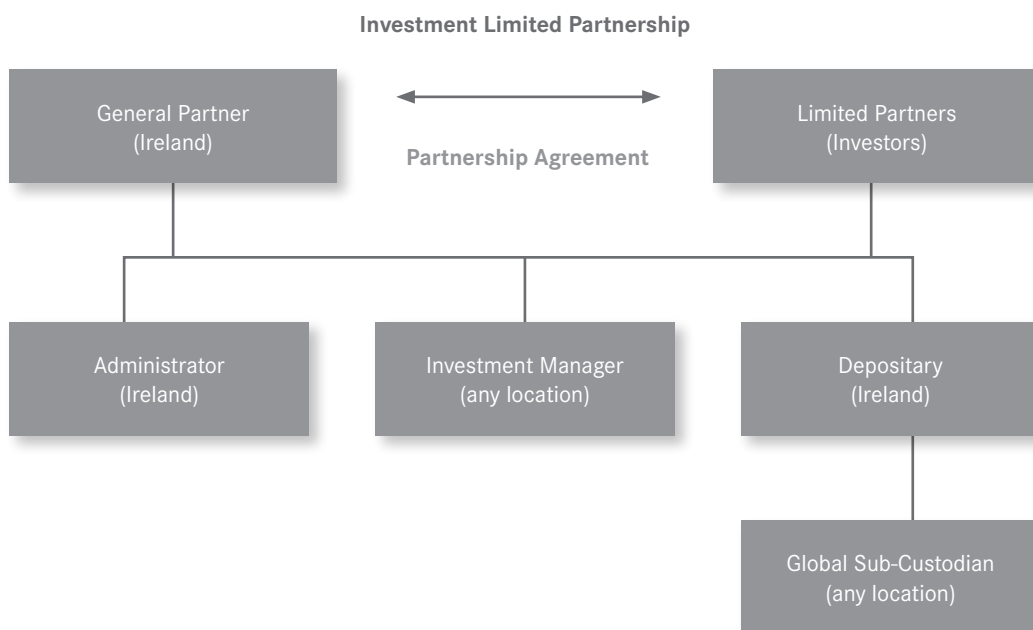 Investment Limited Partnership
General Partner
(Ireland)
Partnership Agreement
Limited Partners
(Investors)
Administrator
(Ireland)
Investment Manager
(any location)
Depositary
(Ireland)
Global Sub-Custodian
(any location)